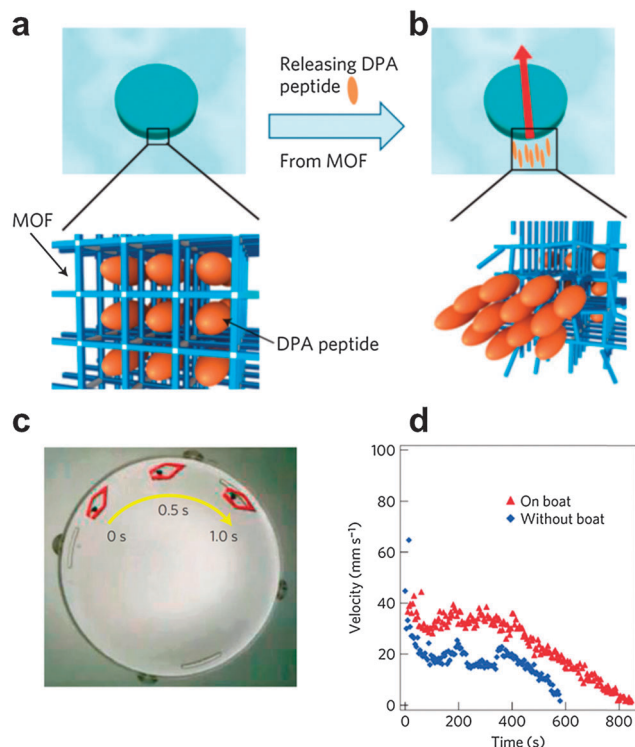 a
b
Releasing DPA
peptide
From MOF
MOF
DPA peptide
c
0 s
0.5 s
1.0 s
d
100
80
60
40
20
0
Velocity (mm s⁻¹)
On boat
Without boat
0
200
400
600
800
Time (s)